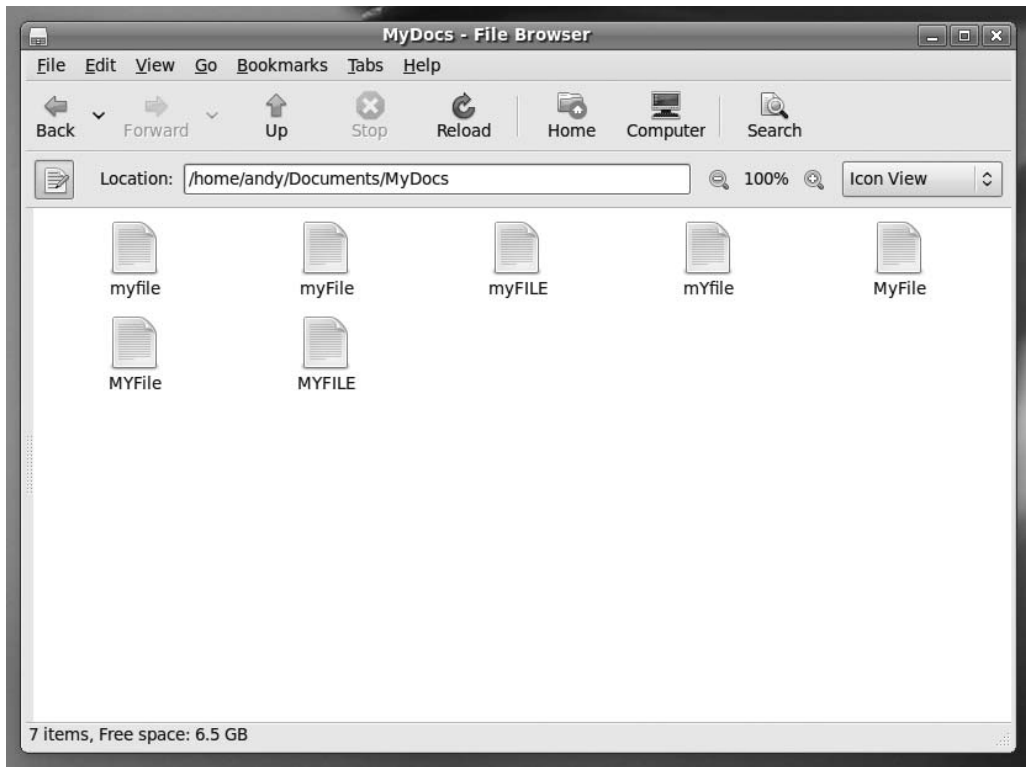 MyDocs - File Browser
File Edit View Go Bookmarks Tabs Help
Back Forward Up Stop Reload Home Computer Search
Location: /home/andy/Documents/MyDocs 100% Icon View
myfile myFile myFILE mYfile MyFile
MYFile MYFILE
7 items, Free space: 6.5 GB